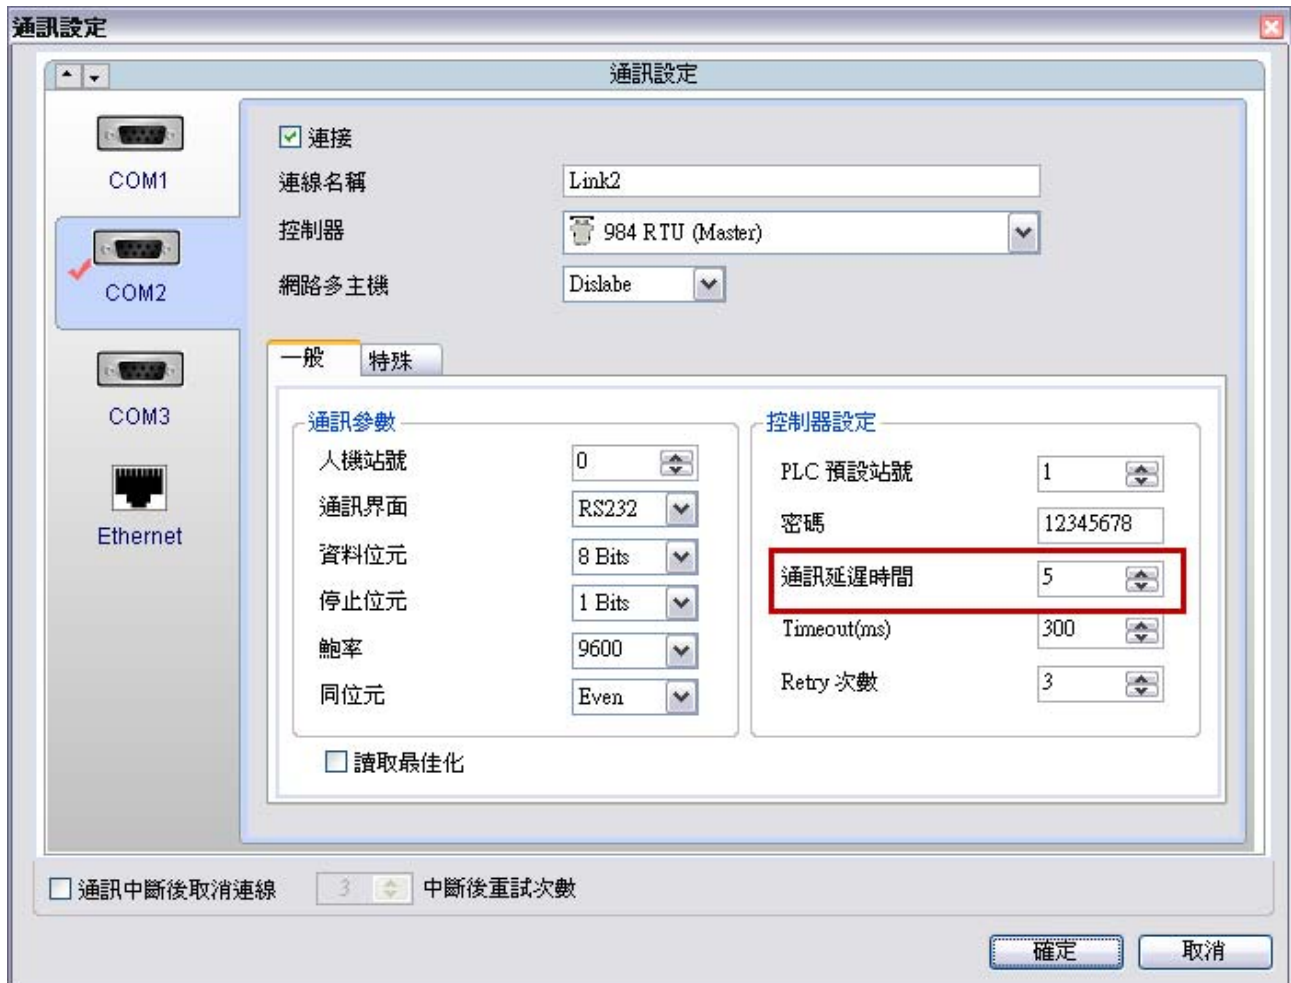 通訊設定
通訊設定
COM1
COM2
COM3
Ethernet
連接
連線名稱 Link2
控制器 984 RTU (Master)
網路多主機 Dislabe
一般 特殊
通訊參數
人機站號 0
通訊界面 RS232
資料位元 8 Bits
停止位元 1 Bits
鮑率 9600
同位元 Even
讀取最佳化
控制器設定
PLC 預設站號 1
密碼 12345678
通訊延遲時間 5
Timeout(ms) 300
Retry 次數 3
通訊中斷後取消連線 3 中斷後重試次數
確定 取消